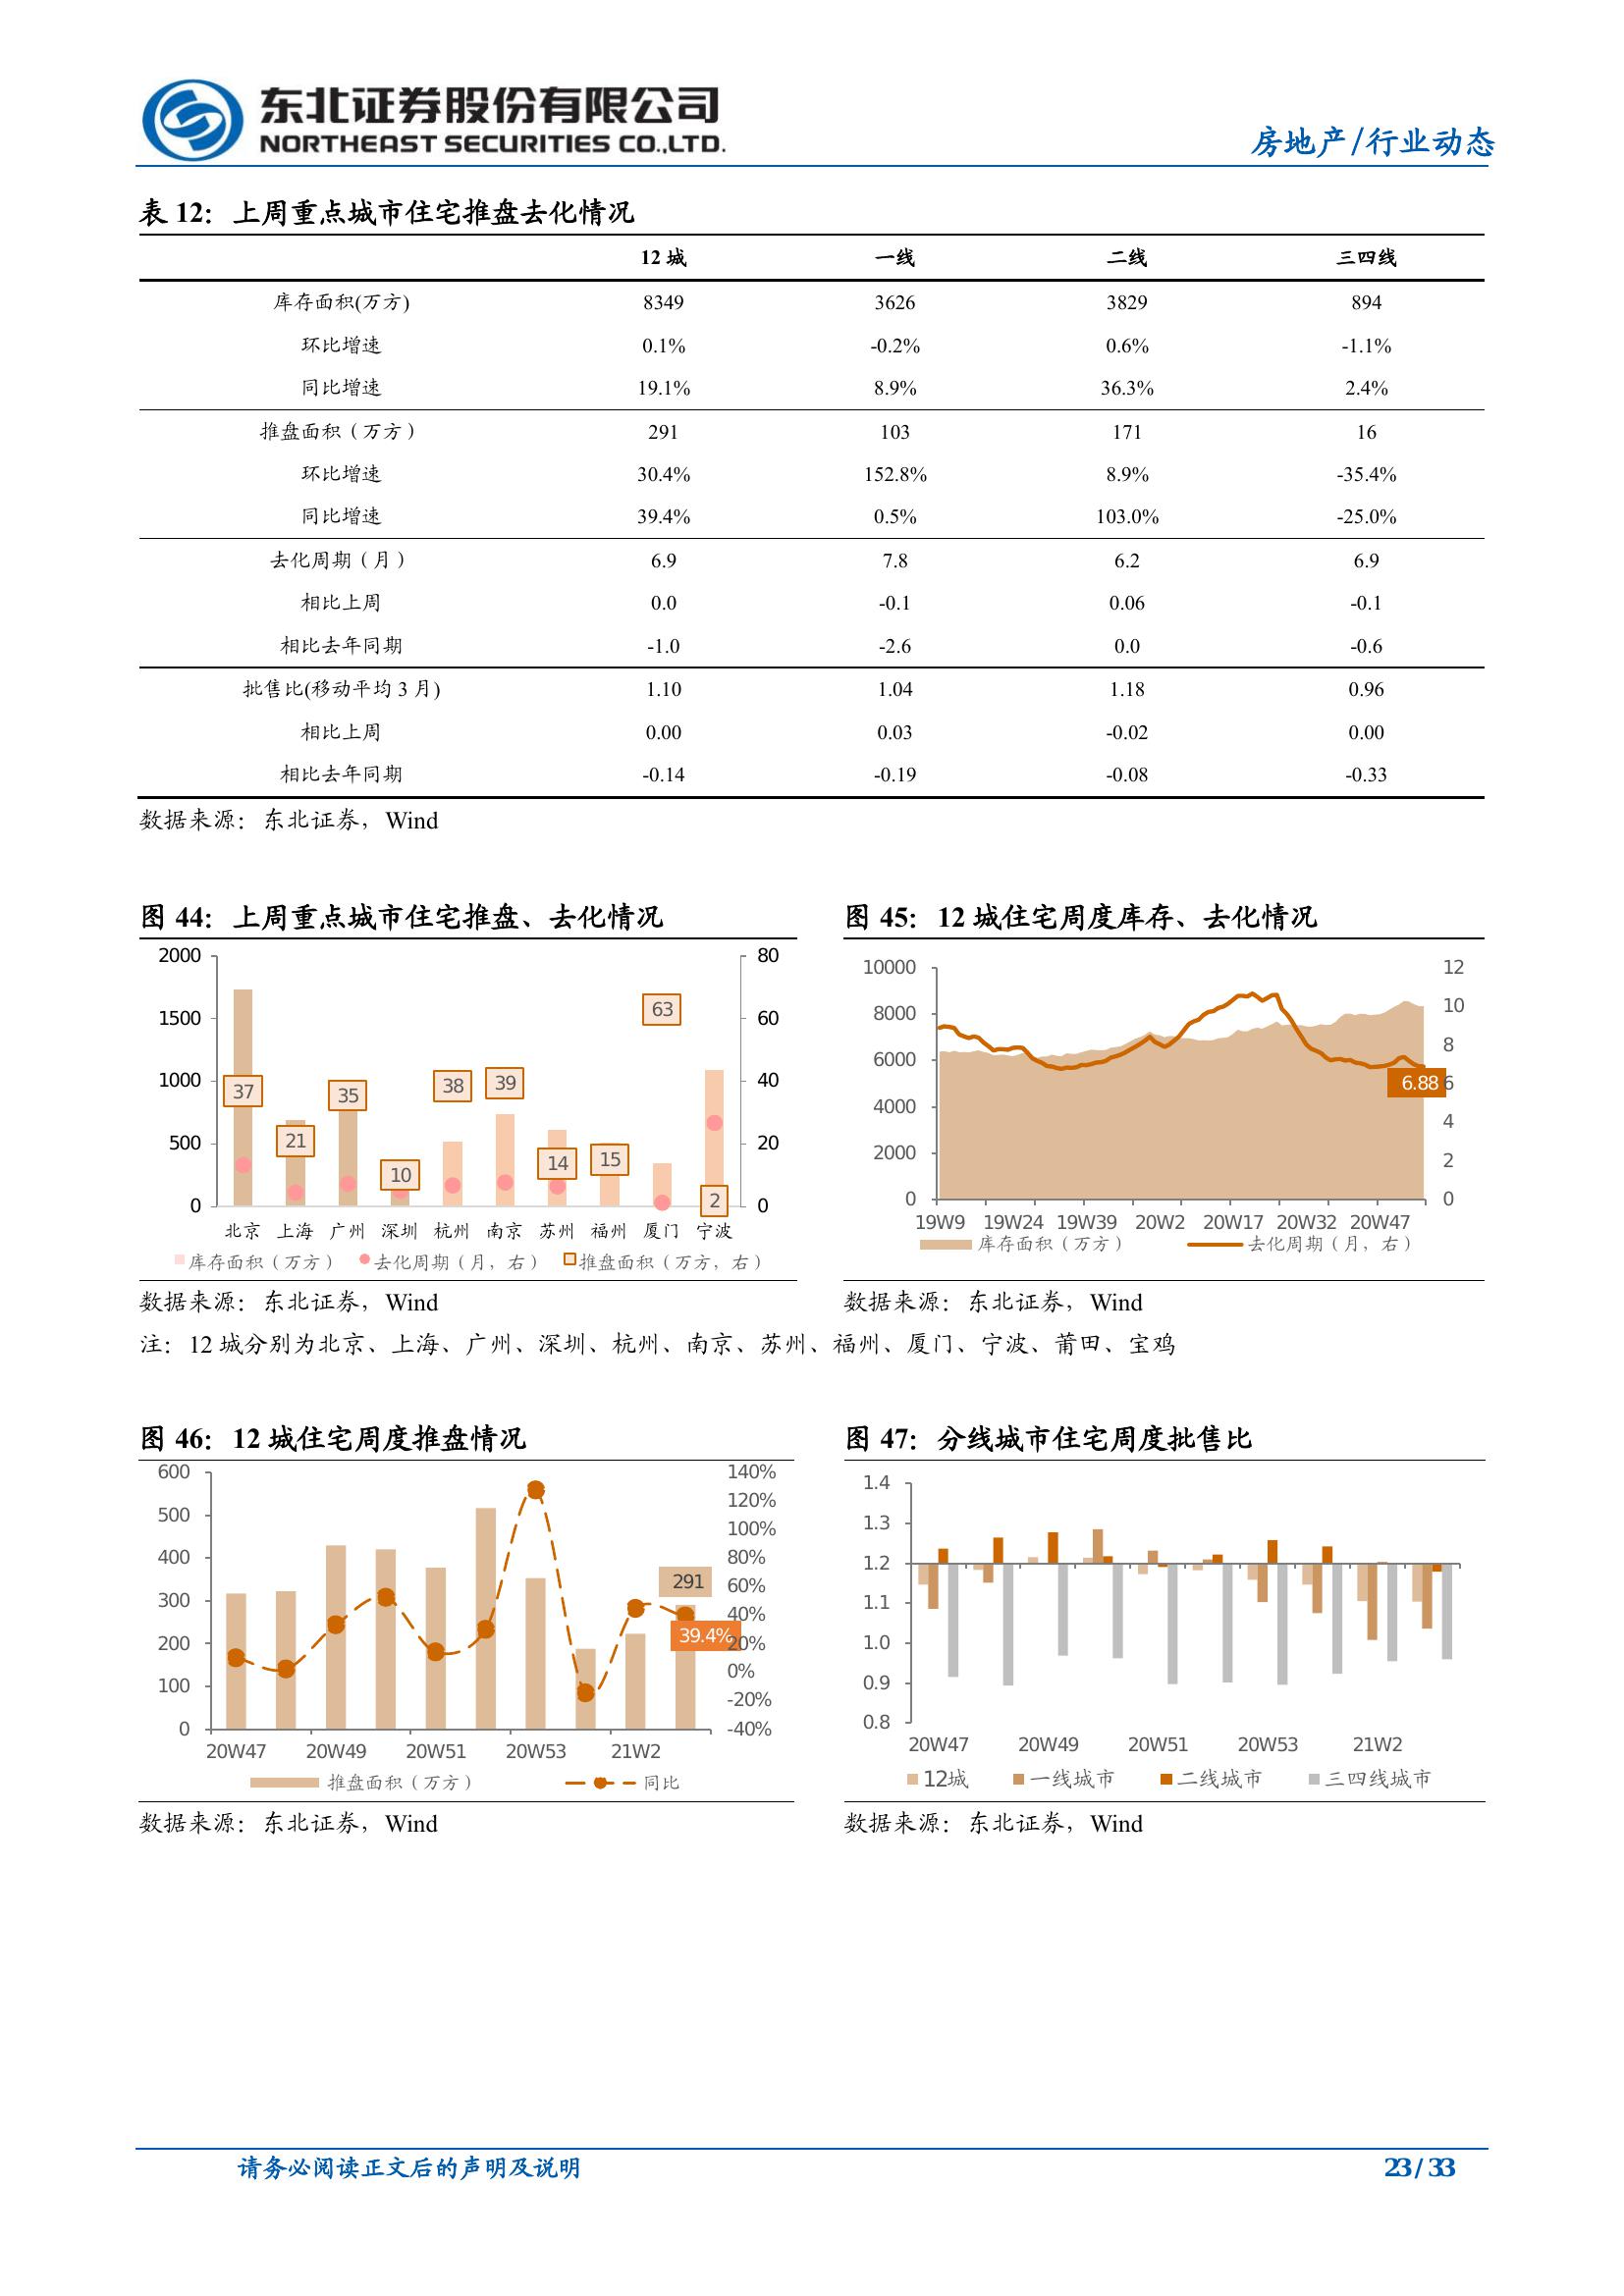 东北证券股份有限公司
NORTHEAST SECURITIES CO.,LTD.
房地产/行业动态
表 12：上周重点城市住宅推盘去化情况
12 城 一线 二线 三四线
库存面积(万方) 8349 3626 3829 894
环比增速 0.1% -0.2% 0.6% -1.1%
同比增速 19.1% 8.9% 36.3% 2.4%
推盘面积（万方） 291 103 171 16
环比增速 30.4% 152.8% 8.9% -35.4%
同比增速 39.4% 0.5% 103.0% -25.0%
去化周期（月） 6.9 7.8 6.2 6.9
相比上周 0.0 -0.1 0.06 -0.1
相比去年同期 -1.0 -2.6 0.0 -0.6
批售比(移动平均 3 月) 1.10 1.04 1.18 0.96
相比上周 0.00 0.03 -0.02 0.00
相比去年同期 -0.14 -0.19 -0.08 -0.33
数据来源：东北证券，Wind
图 44：上周重点城市住宅推盘、去化情况
2000
1500
1000
500
0
80
60
40
20
0
37
21
35
10
38
39
14
15
63
2
北京 上海 广州 深圳 杭州 南京 苏州 福州 厦门 宁波
库存面积（万方） 去化周期（月，右） 推盘面积（万方，右）
数据来源：东北证券，Wind
图 45：12 城住宅周度库存、去化情况
10000
8000
6000
4000
2000
0
12
10
8
6
4
2
0
6.88
19W9 19W24 19W39 20W2 20W17 20W32 20W47
库存面积（万方） 去化周期（月，右）
数据来源：东北证券，Wind
注：12 城分别为北京、上海、广州、深圳、杭州、南京、苏州、福州、厦门、宁波、莆田、宝鸡
图 46：12 城住宅周度推盘情况
600
500
400
300
200
100
0
140%
120%
100%
80%
60%
40%
20%
0%
-20%
-40%
291
39.4%
20W47 20W49 20W51 20W53 21W2
推盘面积（万方） 同比
数据来源：东北证券，Wind
图 47：分线城市住宅周度批售比
1.4
1.3
1.2
1.1
1.0
0.9
0.8
20W47 20W49 20W51 20W53 21W2
12城 一线城市 二线城市 三四线城市
数据来源：东北证券，Wind
请务必阅读正文后的声明及说明
23 / 33